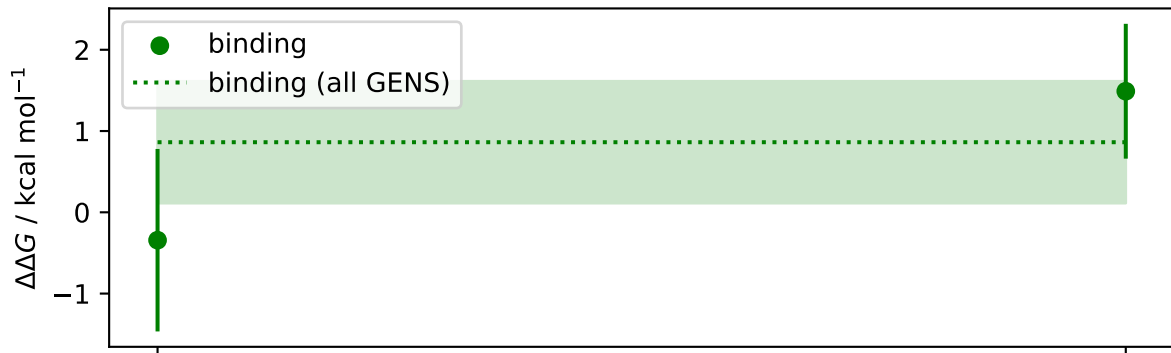 2
1
0
−1
ΔΔG / kcal mol⁻¹
binding
binding (all GENS)